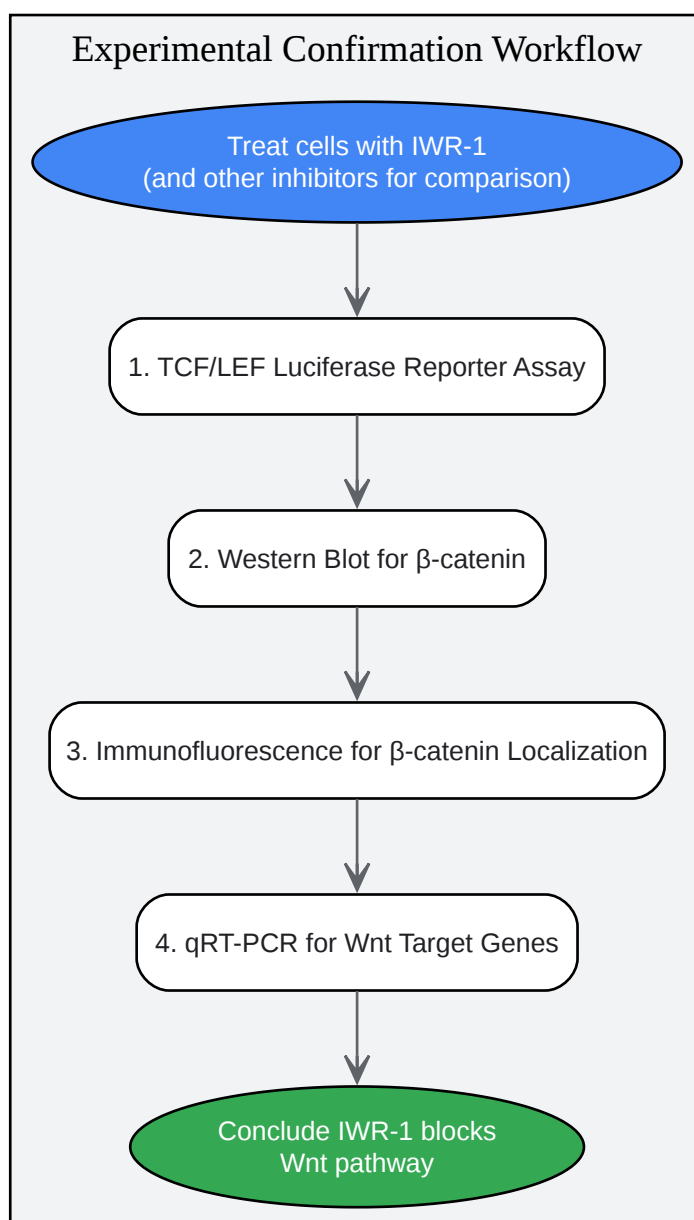 Experimental Confirmation Workflow
Treat cells with IWR-1
(and other inhibitors for comparison)
1. TCF/LEF Luciferase Reporter Assay
2. Western Blot for β-catenin
3. Immunofluorescence for β-catenin Localization
4. qRT-PCR for Wnt Target Genes
Conclude IWR-1 blocks
Wnt pathway